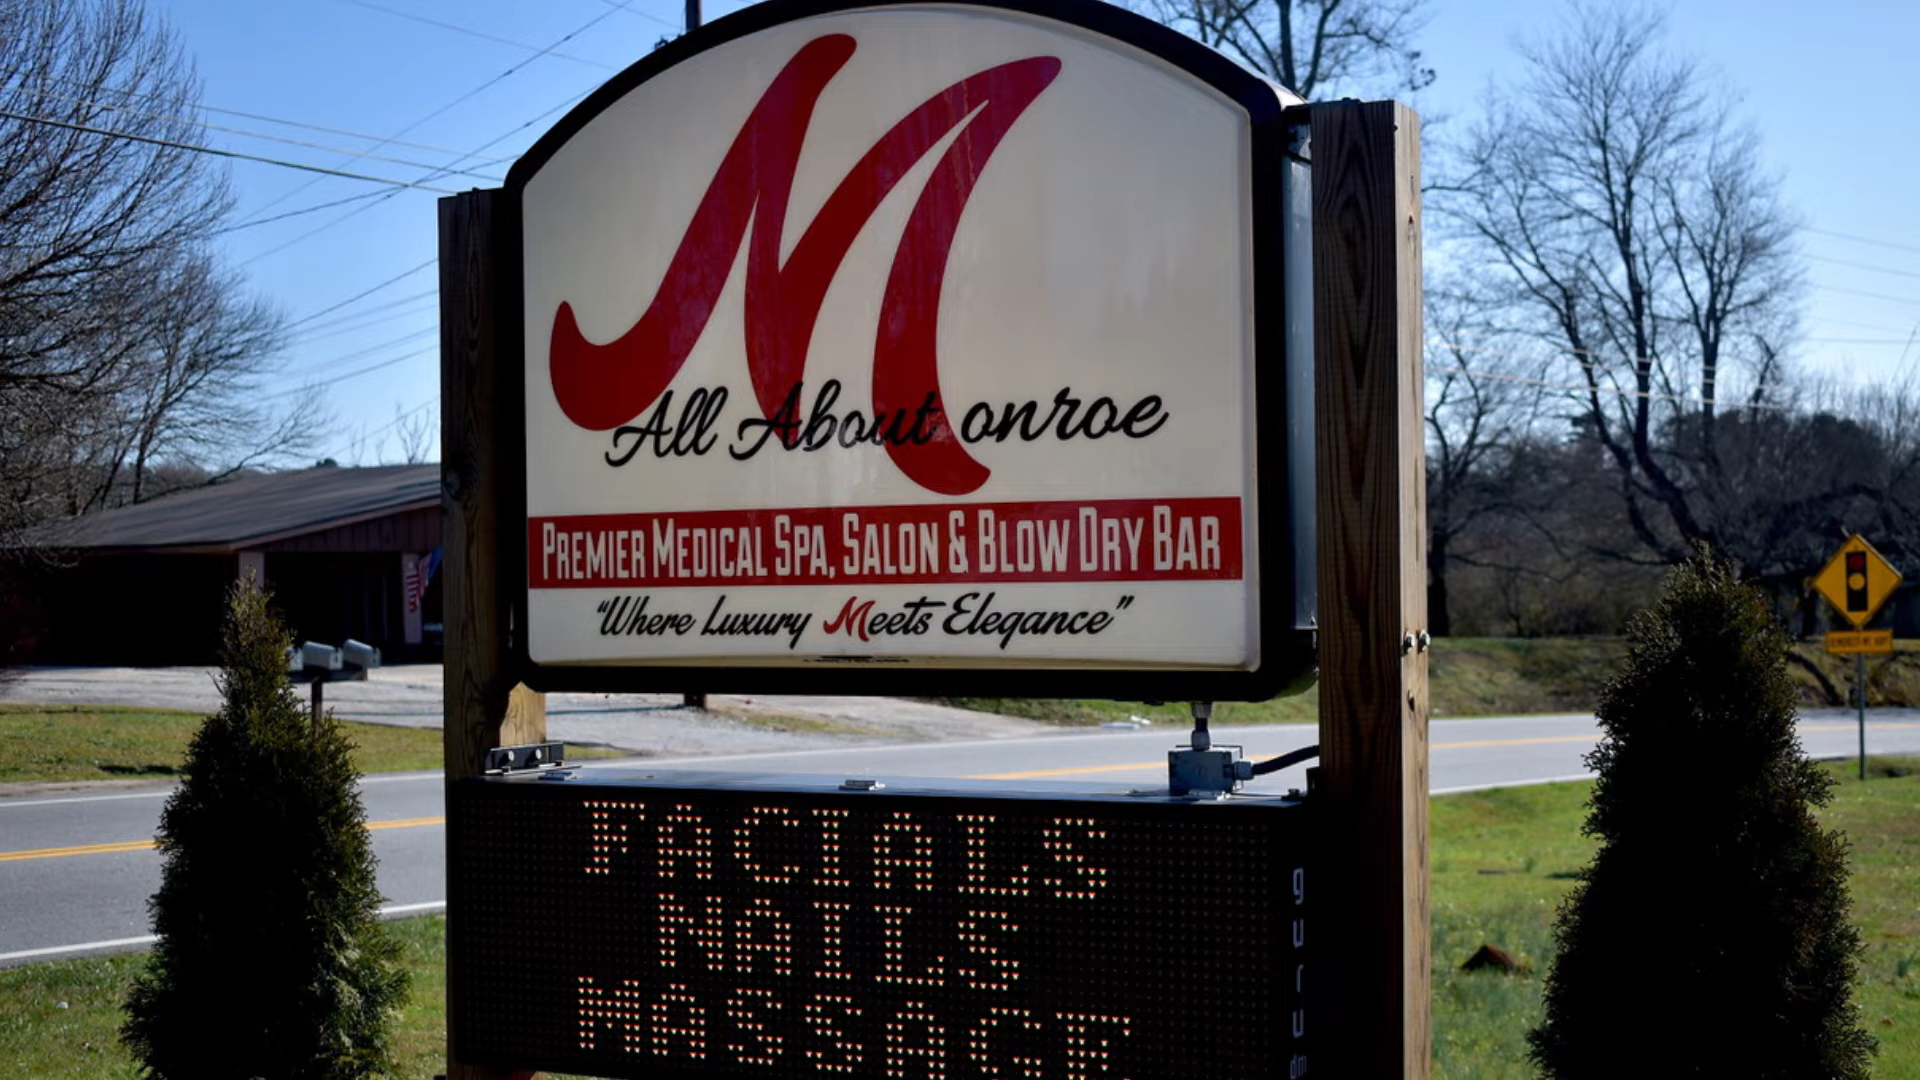 All About Monroe
PREMIER MEDICAL SPA, SALON & BLOW DRY BAR
“Where Luxury Meets Elegance”
FACIALS
NAILS
MASSAGE